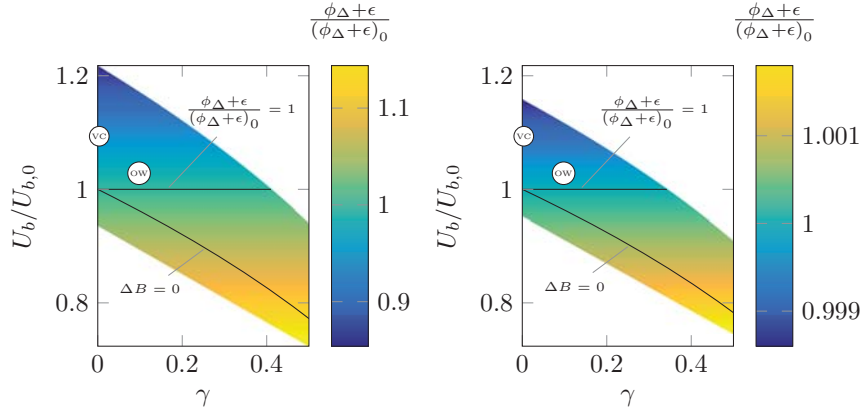 ϕΔ+ϵ
(ϕΔ+ϵ)0
1.2
1
0.8
Ub/Ub,0
VC
OW
ϕΔ+ϵ
(ϕΔ+ϵ)0 = 1
ΔB = 0
0
0.2
0.4
γ
1.1
1
0.9
ϕΔ+ϵ
(ϕΔ+ϵ)0
1.2
1
0.8
Ub/Ub,0
VC
OW
ϕΔ+ϵ
(ϕΔ+ϵ)0 = 1
ΔB = 0
0
0.2
0.4
γ
1.001
1
0.999